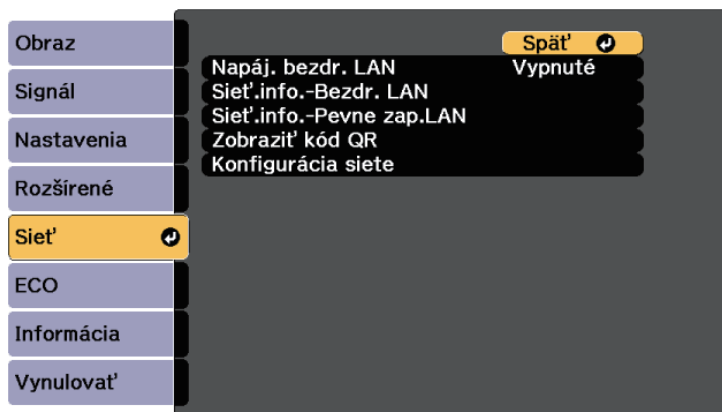 Obraz
Signál
Nastavenia
Rozšírené
Sieť
ECO
Informácia
Vynulovať
Späť
Napáj. bezdr. LAN Vypnuté
Sieť.info.-Bezdr. LAN
Sieť.info.-Pevne zap.LAN
Zobraziť kód QR
Konfigurácia siete